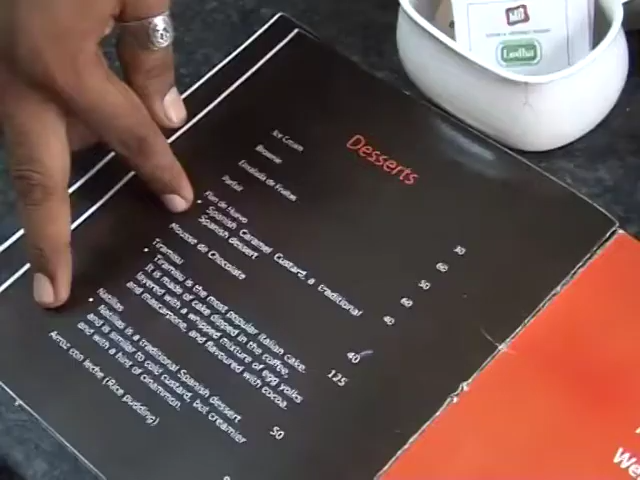 Desserts
Ice Cream 30
60
Ensalada de Frutas 50
Parfait 60
Flan de Huevo 40
Spanish Caramel Custard, a traditional
Spanish dessert
Mousse de Chocolate 40
Tiramisu 125
Tiramisu is the most popular Italian cake.
It is made of cake dipped in the coffee,
layered with a whipped mixture of egg yolks
and malscarpone, and flavoured with cocoa.
Natillas 50
Natillas is a traditional Spanish dessert
and is similar to cold custard, but creamier
and with a hint of cinammon.
Arroz con leche (Rice pudding)
We